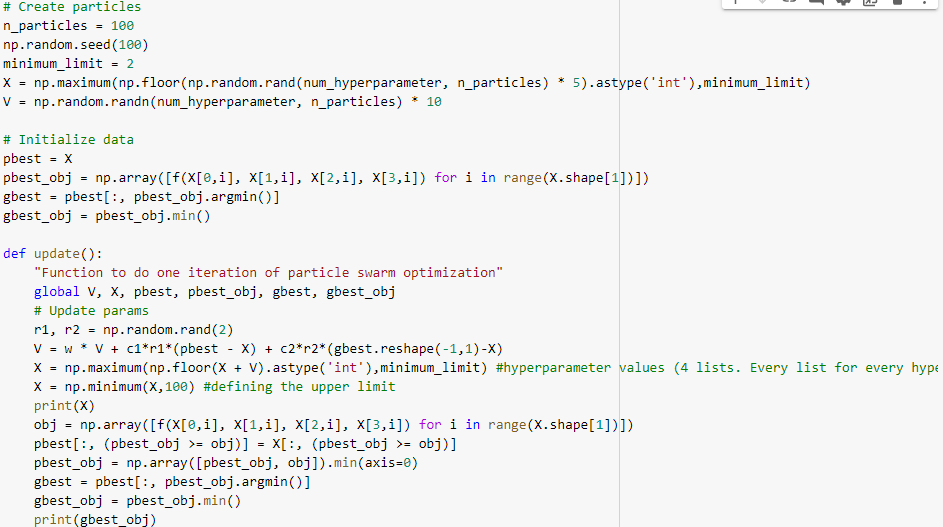 # Create particles
n_particles = 100
np.random.seed(100)
minimum_limit = 2
X = np.maximum(np.floor(np.random.rand(num_hyperparameter, n_particles) * 5).astype('int'),minimum_limit)
V = np.random.randn(num_hyperparameter, n_particles) * 10

# Initialize data
pbest = X
pbest_obj = np.array([f(X[0,i], X[1,i], X[2,i], X[3,i]) for i in range(X.shape[1])])
gbest = pbest[:, pbest_obj.argmin()]
gbest_obj = pbest_obj.min()

def update():
    "Function to do one iteration of particle swarm optimization"
    global V, X, pbest, pbest_obj, gbest, gbest_obj
    # Update params
    r1, r2 = np.random.rand(2)
    V = w * V + c1*r1*(pbest - X) + c2*r2*(gbest.reshape(-1,1)-X)
    X = np.maximum(np.floor(X + V).astype('int'),minimum_limit) #hyperparameter values (4 lists. Every list for every hype
    X = np.minimum(X,100) #defining the upper limit
    print(X)
    obj = np.array([f(X[0,i], X[1,i], X[2,i], X[3,i]) for i in range(X.shape[1])])
    pbest[:, (pbest_obj >= obj)] = X[:, (pbest_obj >= obj)]
    pbest_obj = np.array([pbest_obj, obj]).min(axis=0)
    gbest = pbest[:, pbest_obj.argmin()]
    gbest_obj = pbest_obj.min()
    print(gbest_obj)